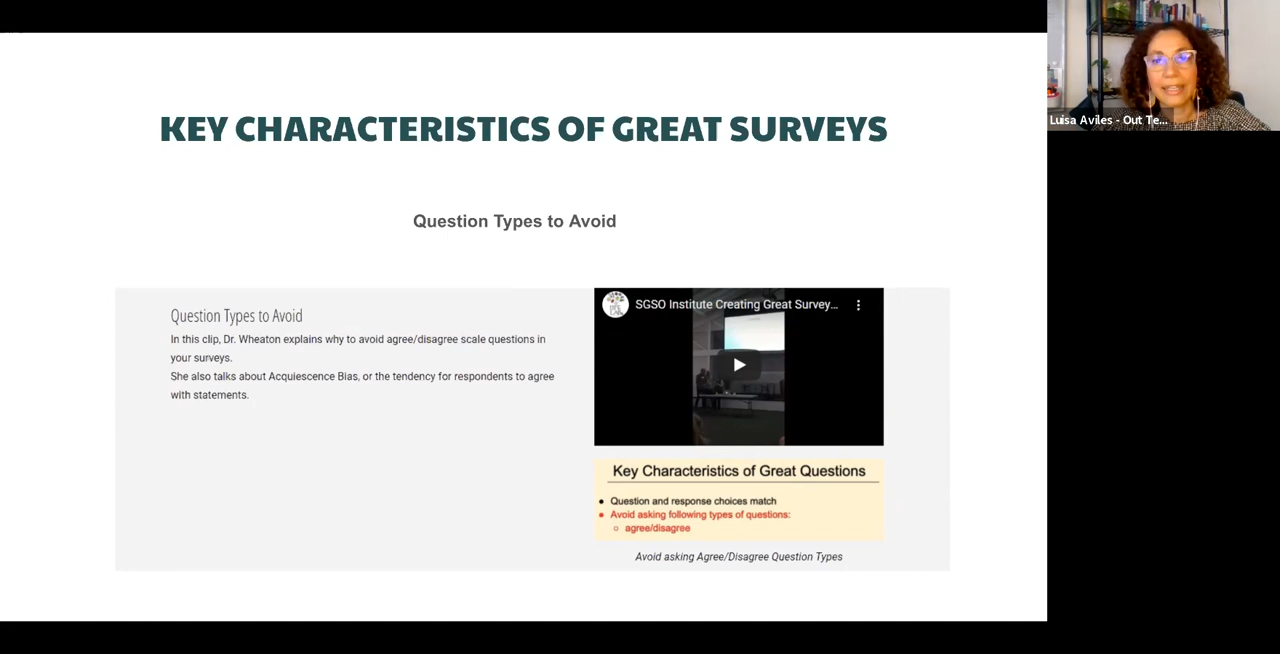 KEY CHARACTERISTICS OF GREAT SURVEYS
Question Types to Avoid
Question Types to Avoid
In this clip, Dr. Wheaton explains why to avoid agree/disagree scale questions in
your surveys.
She also talks about Acquiescence Bias, or the tendency for respondents to agree
with statements.
SGSO Institute Creating Great Survey...
Key Characteristics of Great Questions
• Question and response choices match
• Avoid asking following types of questions:
○ agree/disagree
Avoid asking Agree/Disagree Question Types
Luisa Aviles - Out Te...